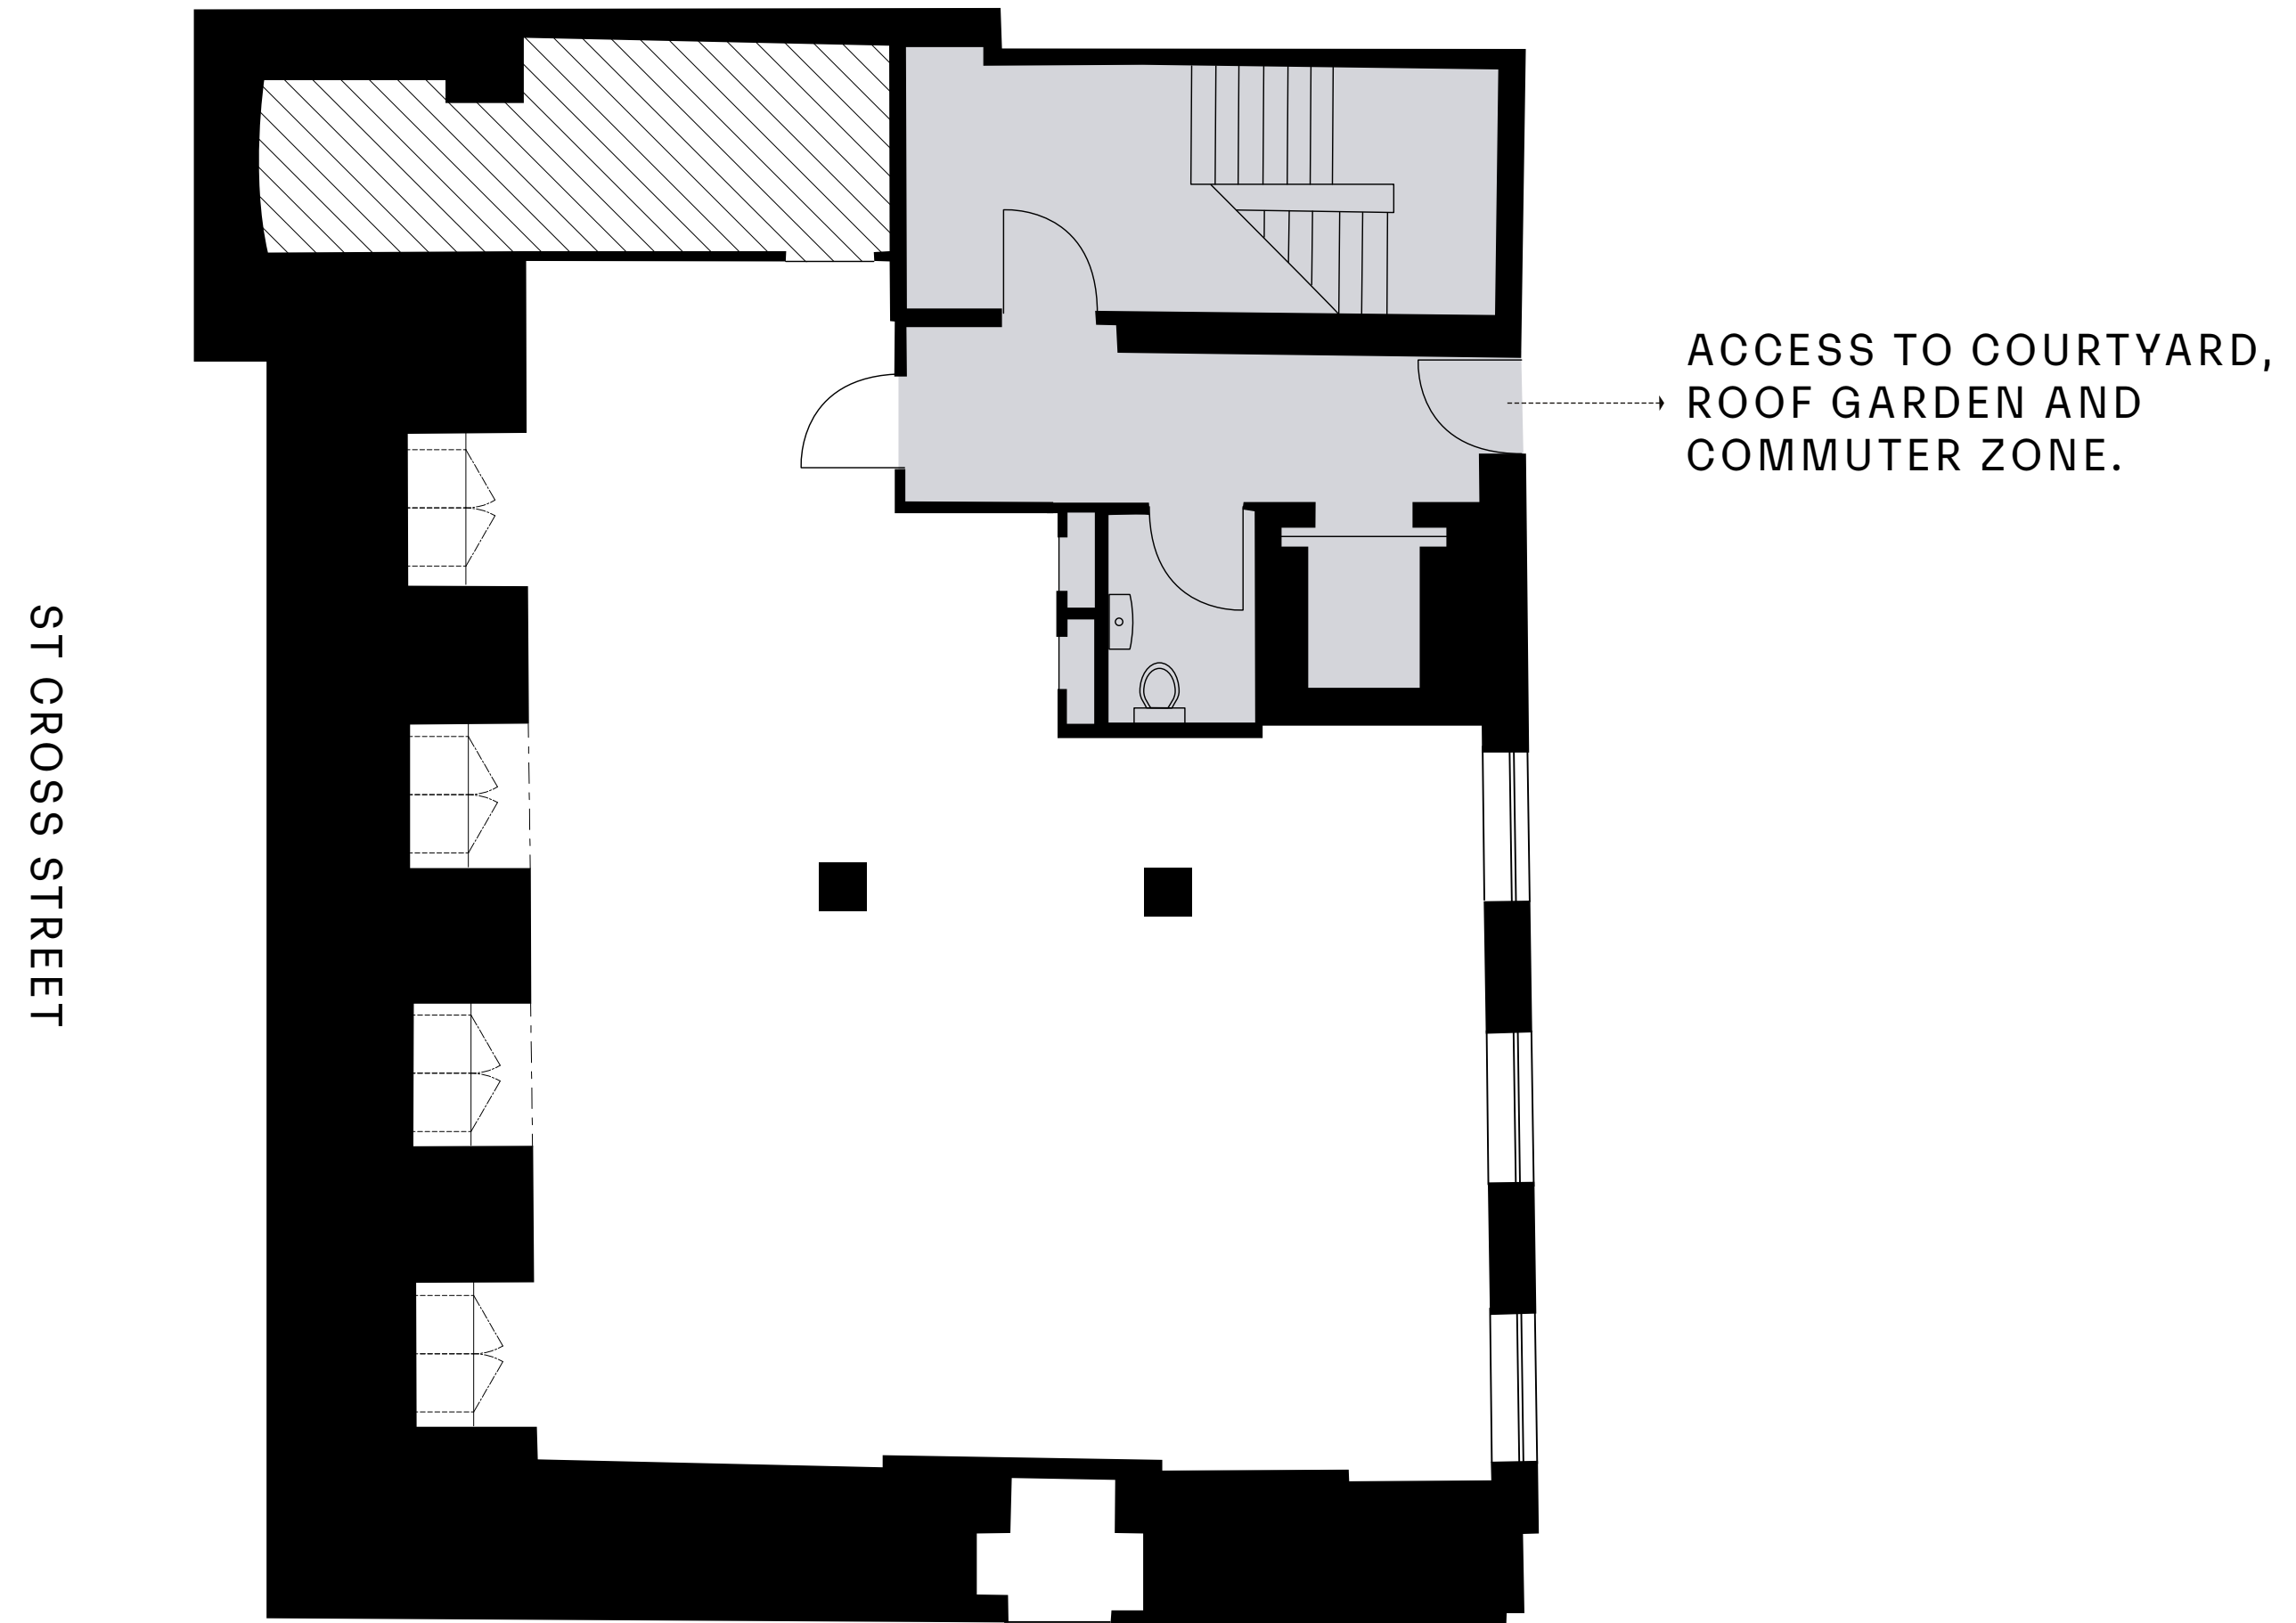 ST CROSS STREET
ACCESS TO COURTYARD,
ROOF GARDEN AND
COMMUTER ZONE.